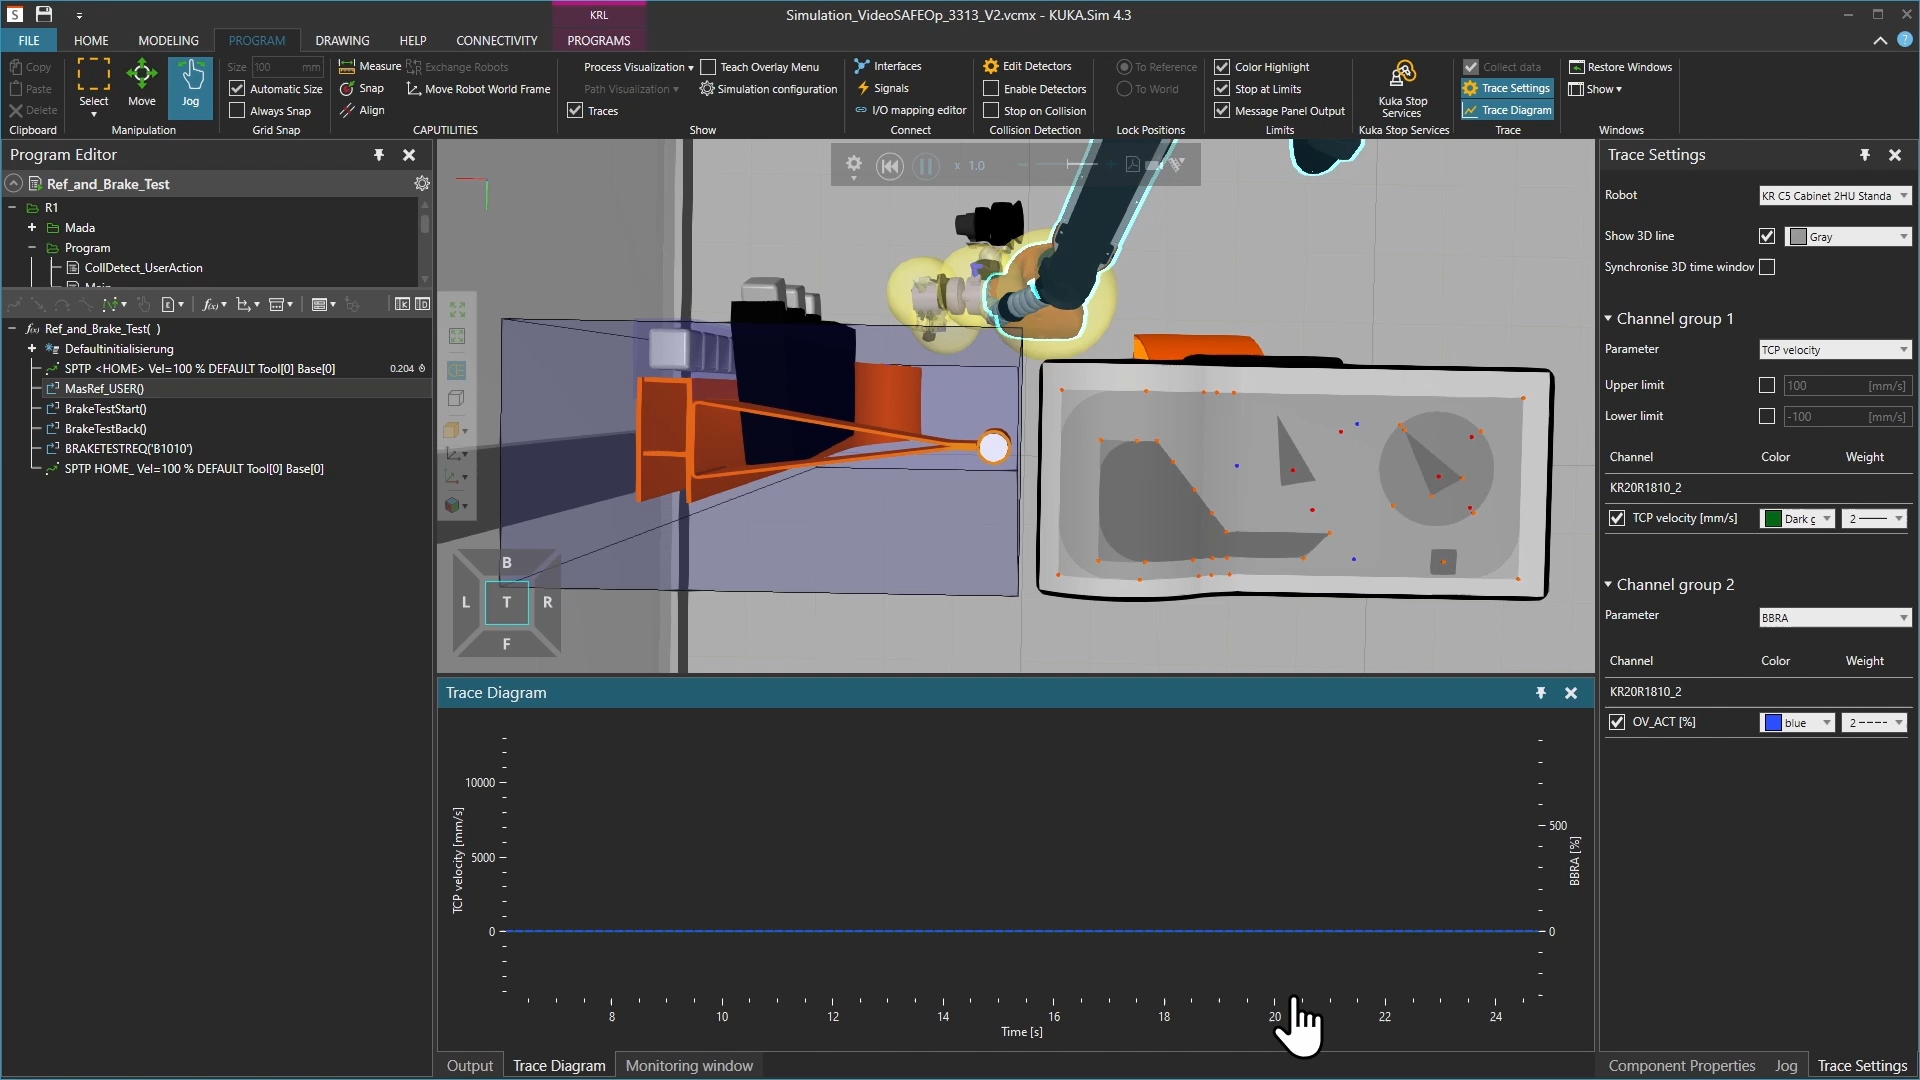 KRL
Simulation_VideoSAFEOp_3313_V2.vcmx - KUKA.Sim 4.3
FILE HOME MODELING PROGRAM DRAWING HELP CONNECTIVITY PROGRAMS
Copy
Paste
Delete
Clipboard
Select
Move
Jog
Manipulation
Size 100 mm
Automatic Size
Always Snap
Grid Snap
Measure
Snap
Align
Exchange Robots
Move Robot World Frame
CAPUTILITIES
Process Visualization
Path Visualization
Traces
Teach Overlay Menu
Simulation configuration
Show
Interfaces
Signals
I/O mapping editor
Connect
Edit Detectors
Enable Detectors
Stop on Collision
Collision Detection
To Reference
To World
Lock Positions
Color Highlight
Stop at Limits
Message Panel Output
Limits
Kuka Stop
Services
Kuka Stop Services
Collect data
Trace Settings
Trace Diagram
Trace
Restore Windows
Show
Windows
Program Editor
Ref_and_Brake_Test
R1
Mada
Program
CollDetect_UserAction
Ref_and_Brake_Test( )
Defaultinitialisierung
SPTP <HOME> Vel=100 % DEFAULT Tool[0] Base[0] 0.204
MasRef_USER()
BrakeTestStart()
BrakeTestBack()
BRAKETESTREQ('B1010')
SPTP HOME_ Vel=100 % DEFAULT Tool[0] Base[0]
x 1.0
B
L T R
F
Trace Diagram
10000
5000
0
TCP velocity [mm/s]
500
0
BBRA [%]
8 10 12 14 16 18 20 22 24
Time [s]
Output Trace Diagram Monitoring window
Trace Settings
Robot KR C5 Cabinet 2HU Standa
Show 3D line Gray
Synchronise 3D time window
Channel group 1
Parameter TCP velocity
Upper limit 100 [mm/s]
Lower limit -100 [mm/s]
Channel Color Weight
KR20R1810_2
TCP velocity [mm/s] Dark g 2
Channel group 2
Parameter BBRA
Channel Color Weight
KR20R1810_2
OV_ACT [%] blue 2
Component Properties Jog Trace Settings